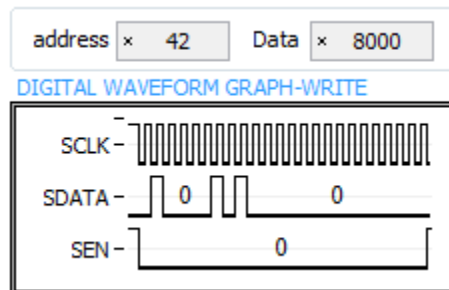 address × 42 Data × 8000
DIGITAL WAVEFORM GRAPH-WRITE
SCLK
SDATA 0 0
SEN 0